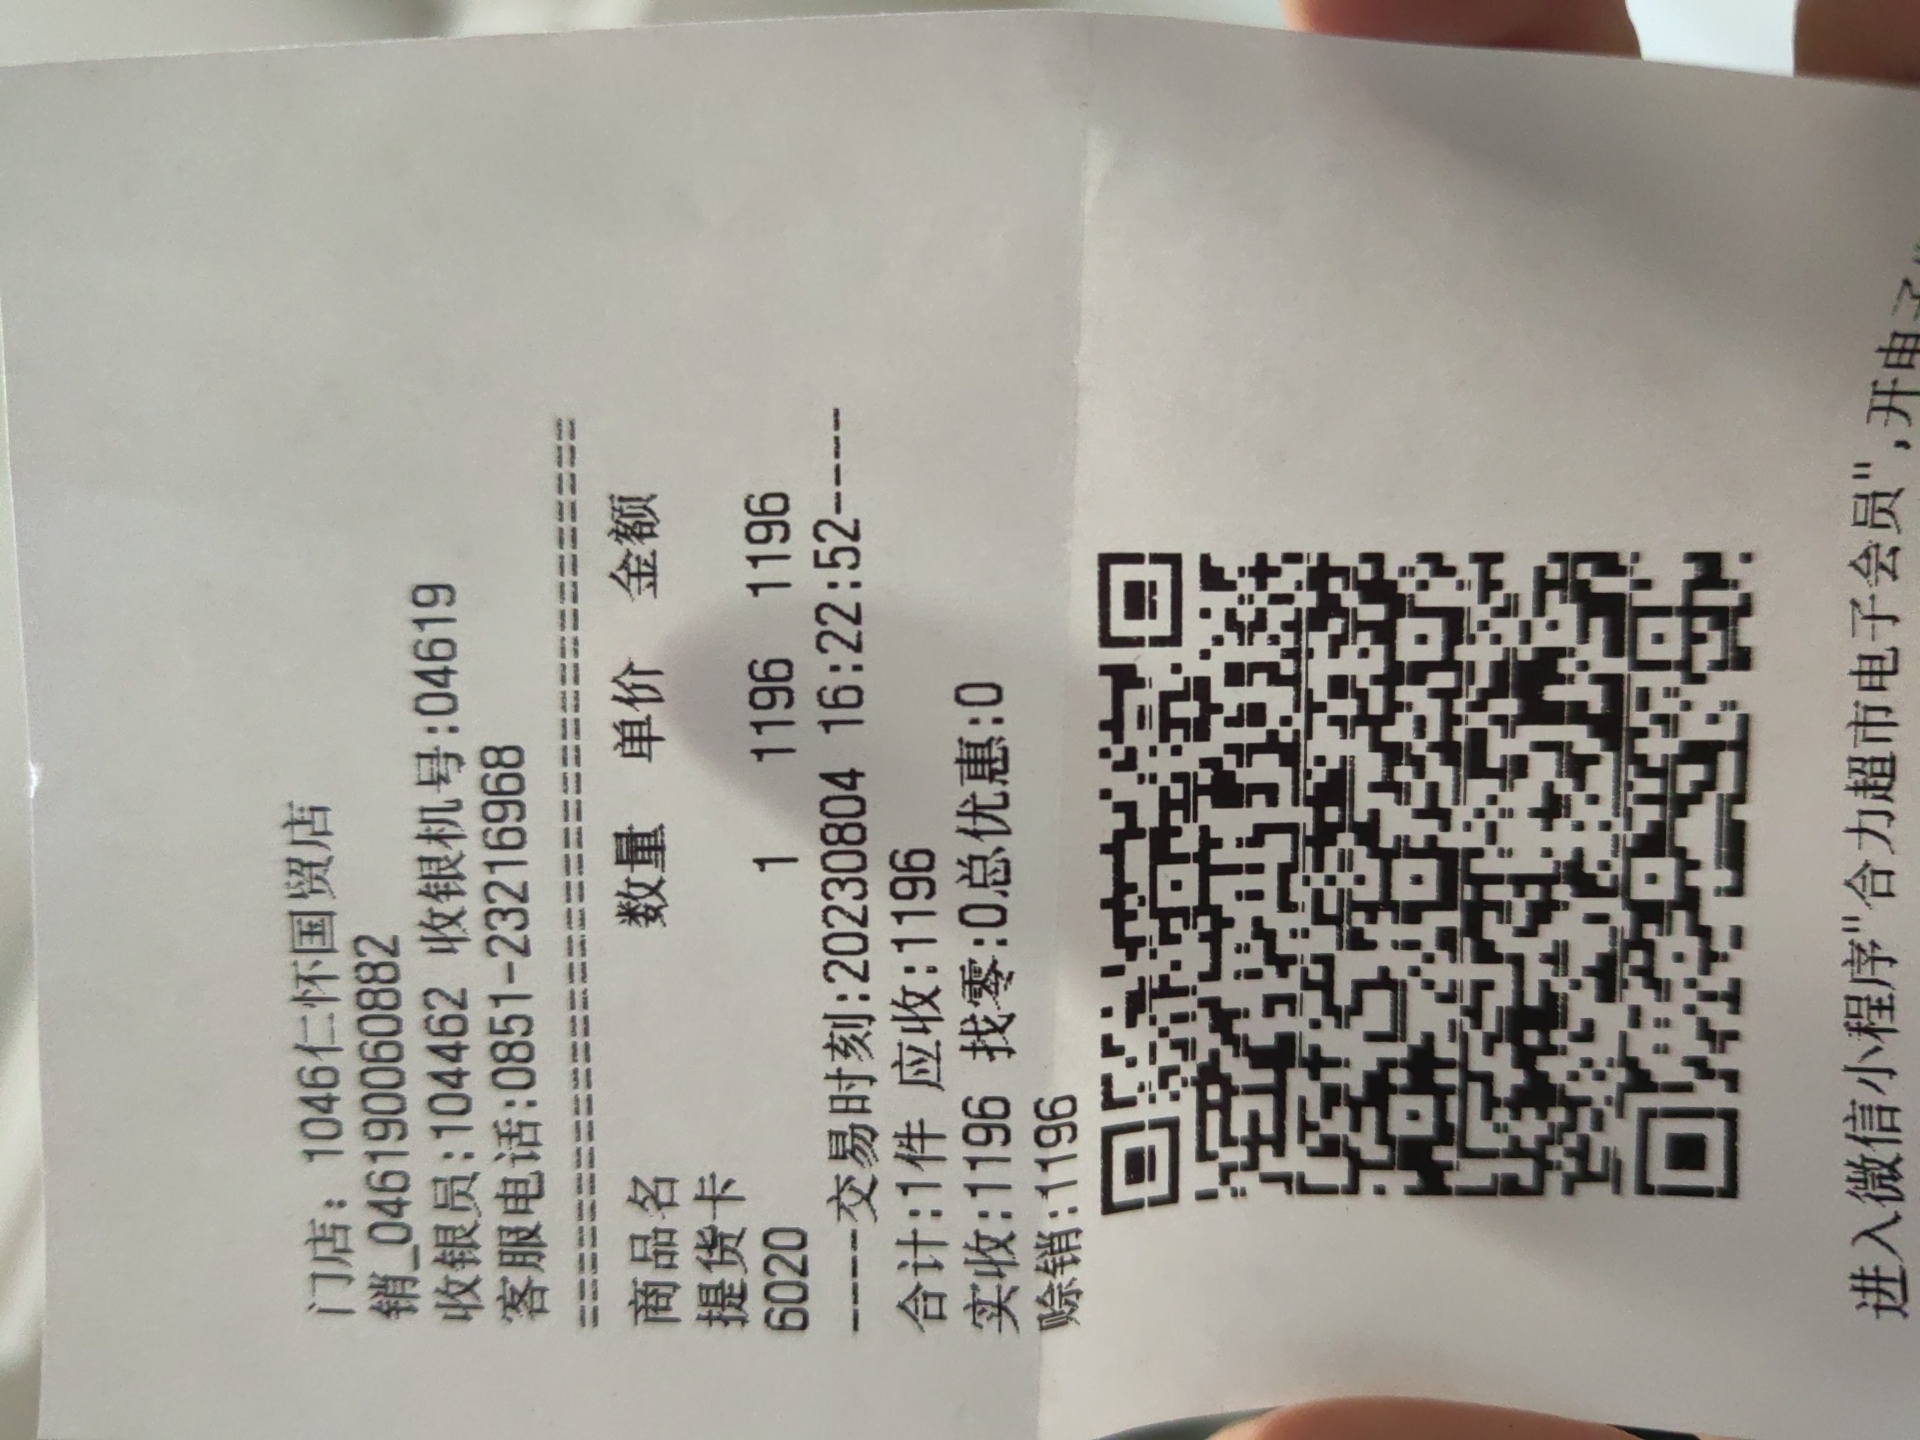 门店: 1046仁怀国贸店
销_046190060882
收银员:104462 收银机号:04619
客服电话:0851-23216968
==========================================
商品名 数量 单价 金额
提货卡
6020 1 1196 1196
----交易时刻:20230804 16:22:52----
合计:1件 应收:1196
实收:1196 找零:0总优惠:0
赊销:1196
进入微信小程序"合力超市电子会员",开电子